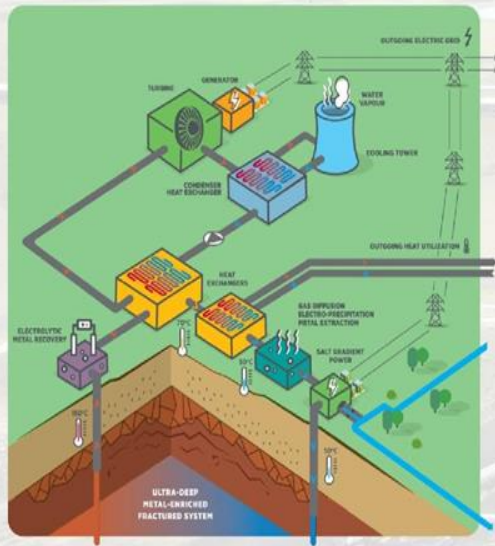 OUTGOING ELECTRIC GRID
GENERATOR
TURBINE
WATER
VAPOUR
COOLING TOWER
CONDENSER
HEAT EXCHANGER
OUTGOING HEAT UTILIZATION
HEAT
EXCHANGERS
GAS DIFFUSION
ELECTRO-PRECIPITATION
METAL EXTRACTION
ELECTROLYTIC
METAL RECOVERY
70°C
SALT GRADIENT
POWER
ULTRA-DEEP
METAL-ENRICHED
FRACTURED SYSTEM